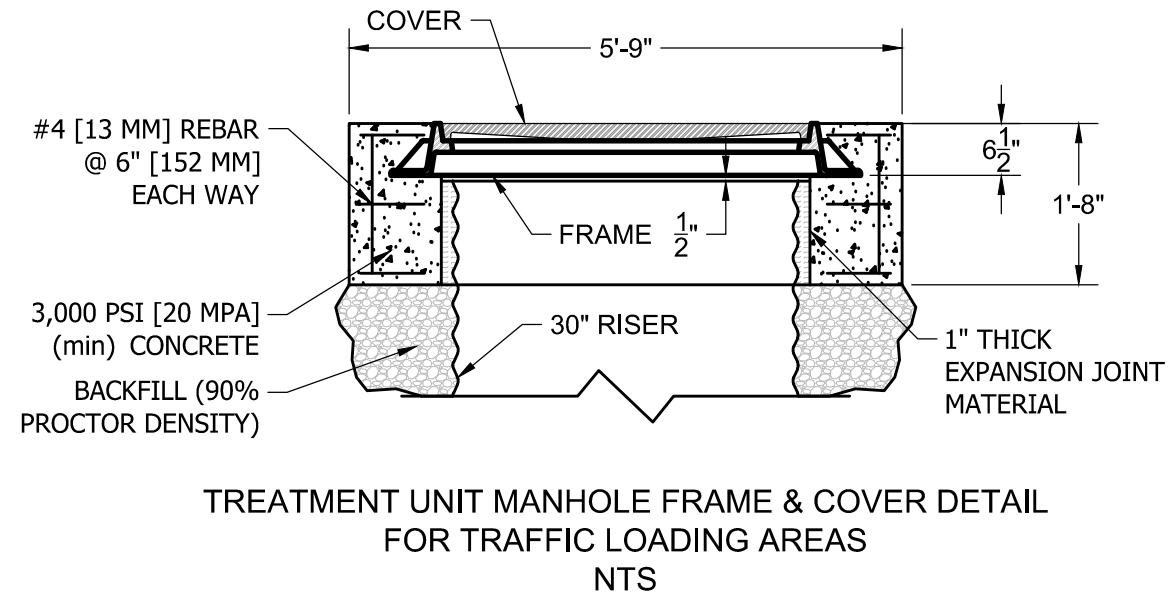 COVER
5'-9"
#4 [13 MM] REBAR
@ 6" [152 MM]
EACH WAY
6 1/2"
1'-8"
FRAME 1/2"
3,000 PSI [20 MPA]
(min) CONCRETE
30" RISER
1" THICK
EXPANSION JOINT
MATERIAL
BACKFILL (90%
PROCTOR DENSITY)
TREATMENT UNIT MANHOLE FRAME & COVER DETAIL
FOR TRAFFIC LOADING AREAS
NTS